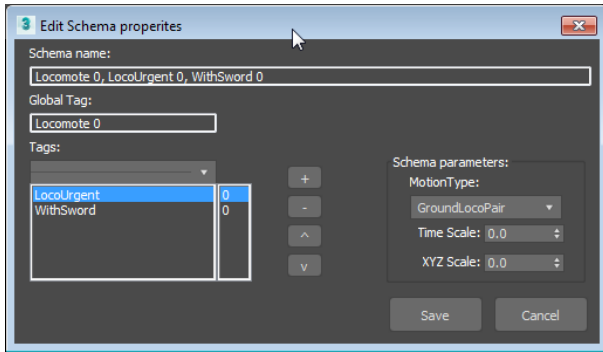 3 Edit Schema properites
Schema name:
Locomote 0, LocoUrgent 0, WithSword 0
Global Tag:
Locomote 0
Tags:
LocoUrgent 0
WithSword 0
+
-
^
v
Schema parameters:
MotionType:
GroundLocoPair
Time Scale: 0.0
XYZ Scale: 0.0
Save Cancel